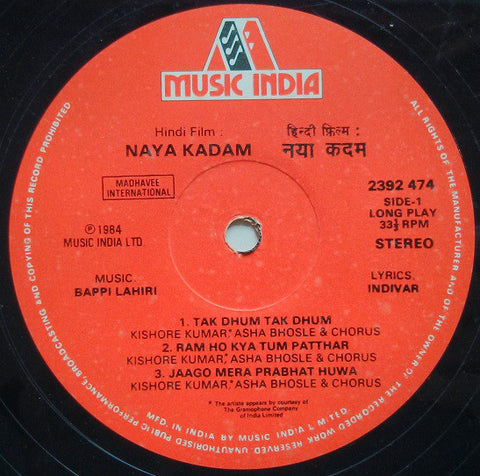 MUSIC INDIA
Hindi Film :
NAYA KADAM
हिन्दी फ़िल्म :
नया कदम
MADHAVEE
INTERNATIONAL
2392 474
SIDE-1
LONG PLAY
33⅓ RPM
STEREO
℗ 1984
MUSIC INDIA LTD.
MUSIC.
BAPPI LAHIRI
LYRICS.
INDIVAR
1. TAK DHUM TAK DHUM
KISHORE KUMAR,* ASHA BHOSLE & CHORUS
2. RAM HO KYA TUM PATTHAR
KISHORE KUMAR,* ASHA BHOSLE & CHORUS
3. JAAGO MERA PRABHAT HUWA
KISHORE KUMAR,* ASHA BHOSLE & CHORUS
* The artiste appears by courtesy of
The Gramophone Company
of India Limited
MFD. IN INDIA BY MUSIC INDIA LIMITED.
ALL RIGHTS OF THE MANUFACTURER AND OF THE OWNER OF THE RECORDED WORK RESERVED. UNAUTHORISED PUBLIC PERFORMANCE BROADCASTING AND COPYING OF THIS RECORD PROHIBITED